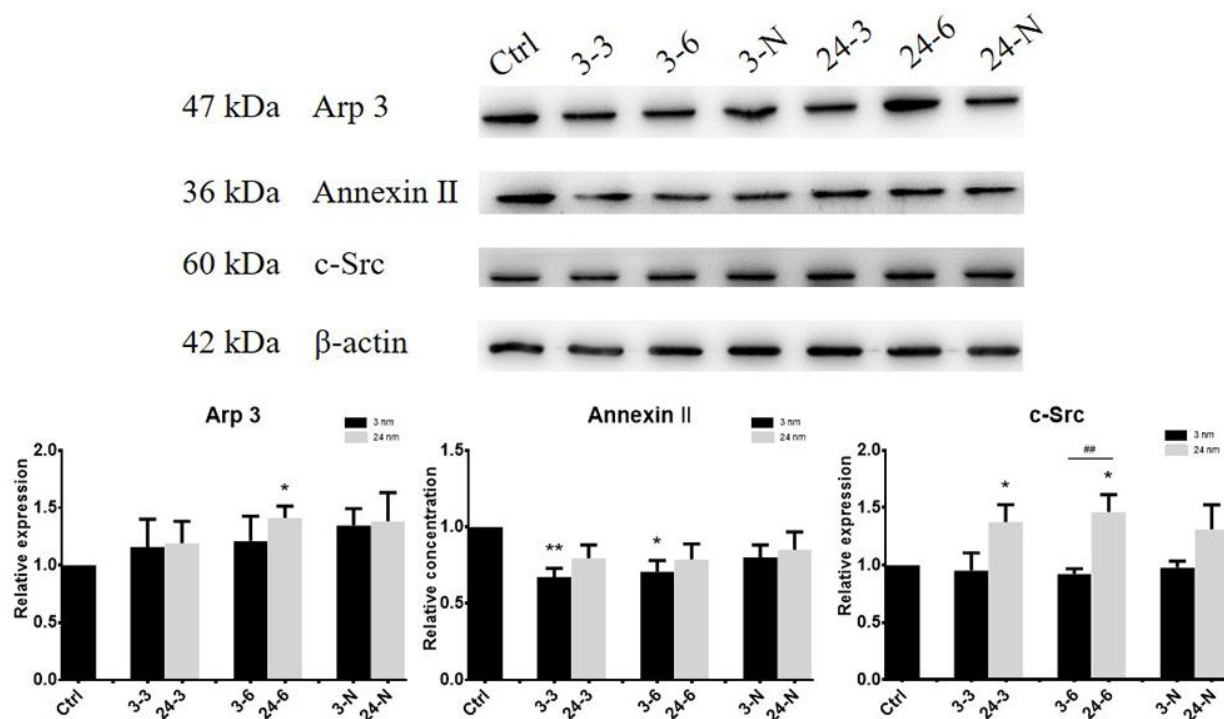 Ctrl 3-3 3-6 3-N 24-3 24-6 24-N
47 kDa Arp 3
36 kDa Annexin II
60 kDa c-Src
42 kDa β-actin
Arp 3
3 nm
24 nm
Relative expression
2.0
1.5
1.0
0.5
0.0
*
Ctrl 3-3 24-3 3-6 24-6 3-N 24-N
Annexin II
3 nm
24 nm
Relative concentration
1.5
1.0
0.5
0.0
** *
Ctrl 3-3 24-3 3-6 24-6 3-N 24-N
c-Src
3 nm
24 nm
Relative expression
2.0
1.5
1.0
0.5
0.0
##
* *
Ctrl 3-3 24-3 3-6 24-6 3-N 24-N